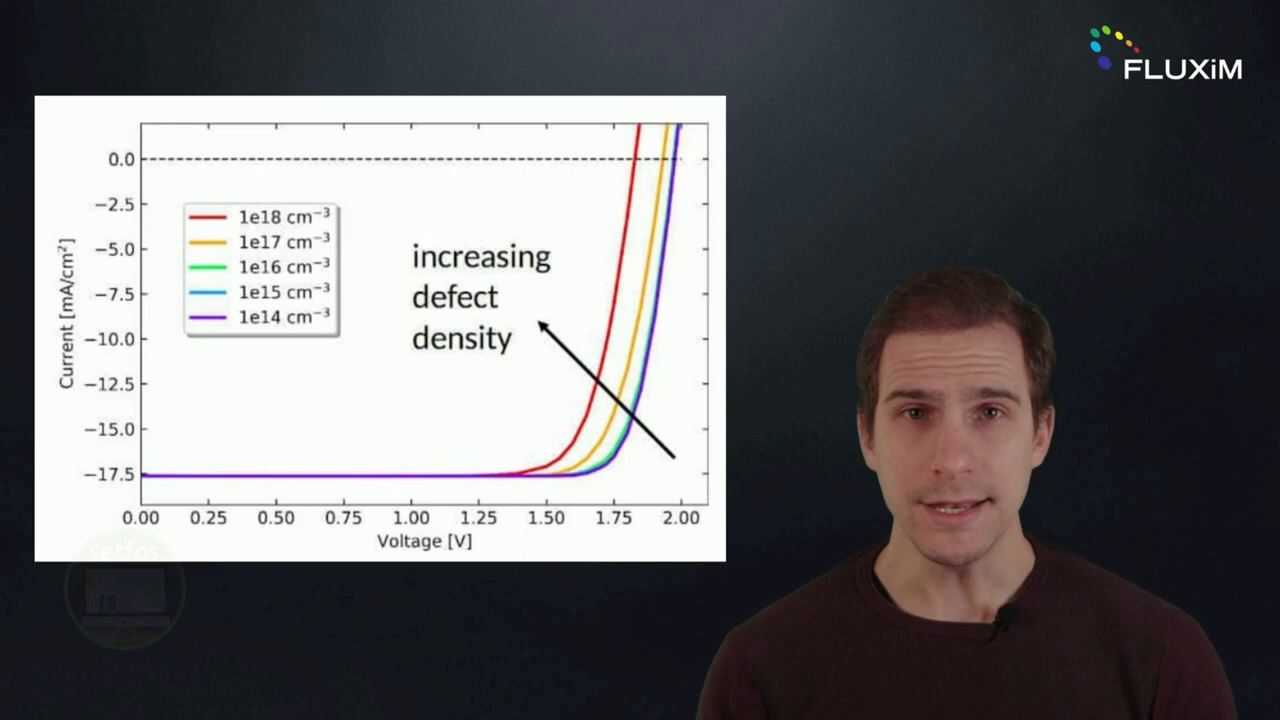 FLUXiM
0.0
−2.5
−5.0
−7.5
−10.0
−12.5
−15.0
−17.5
Current [mA/cm²]
1e18 cm⁻³
1e17 cm⁻³
1e16 cm⁻³
1e15 cm⁻³
1e14 cm⁻³
increasing
defect
density
0.00 0.25 0.50 0.75 1.00 1.25 1.50 1.75 2.00
Voltage [V]
setfos